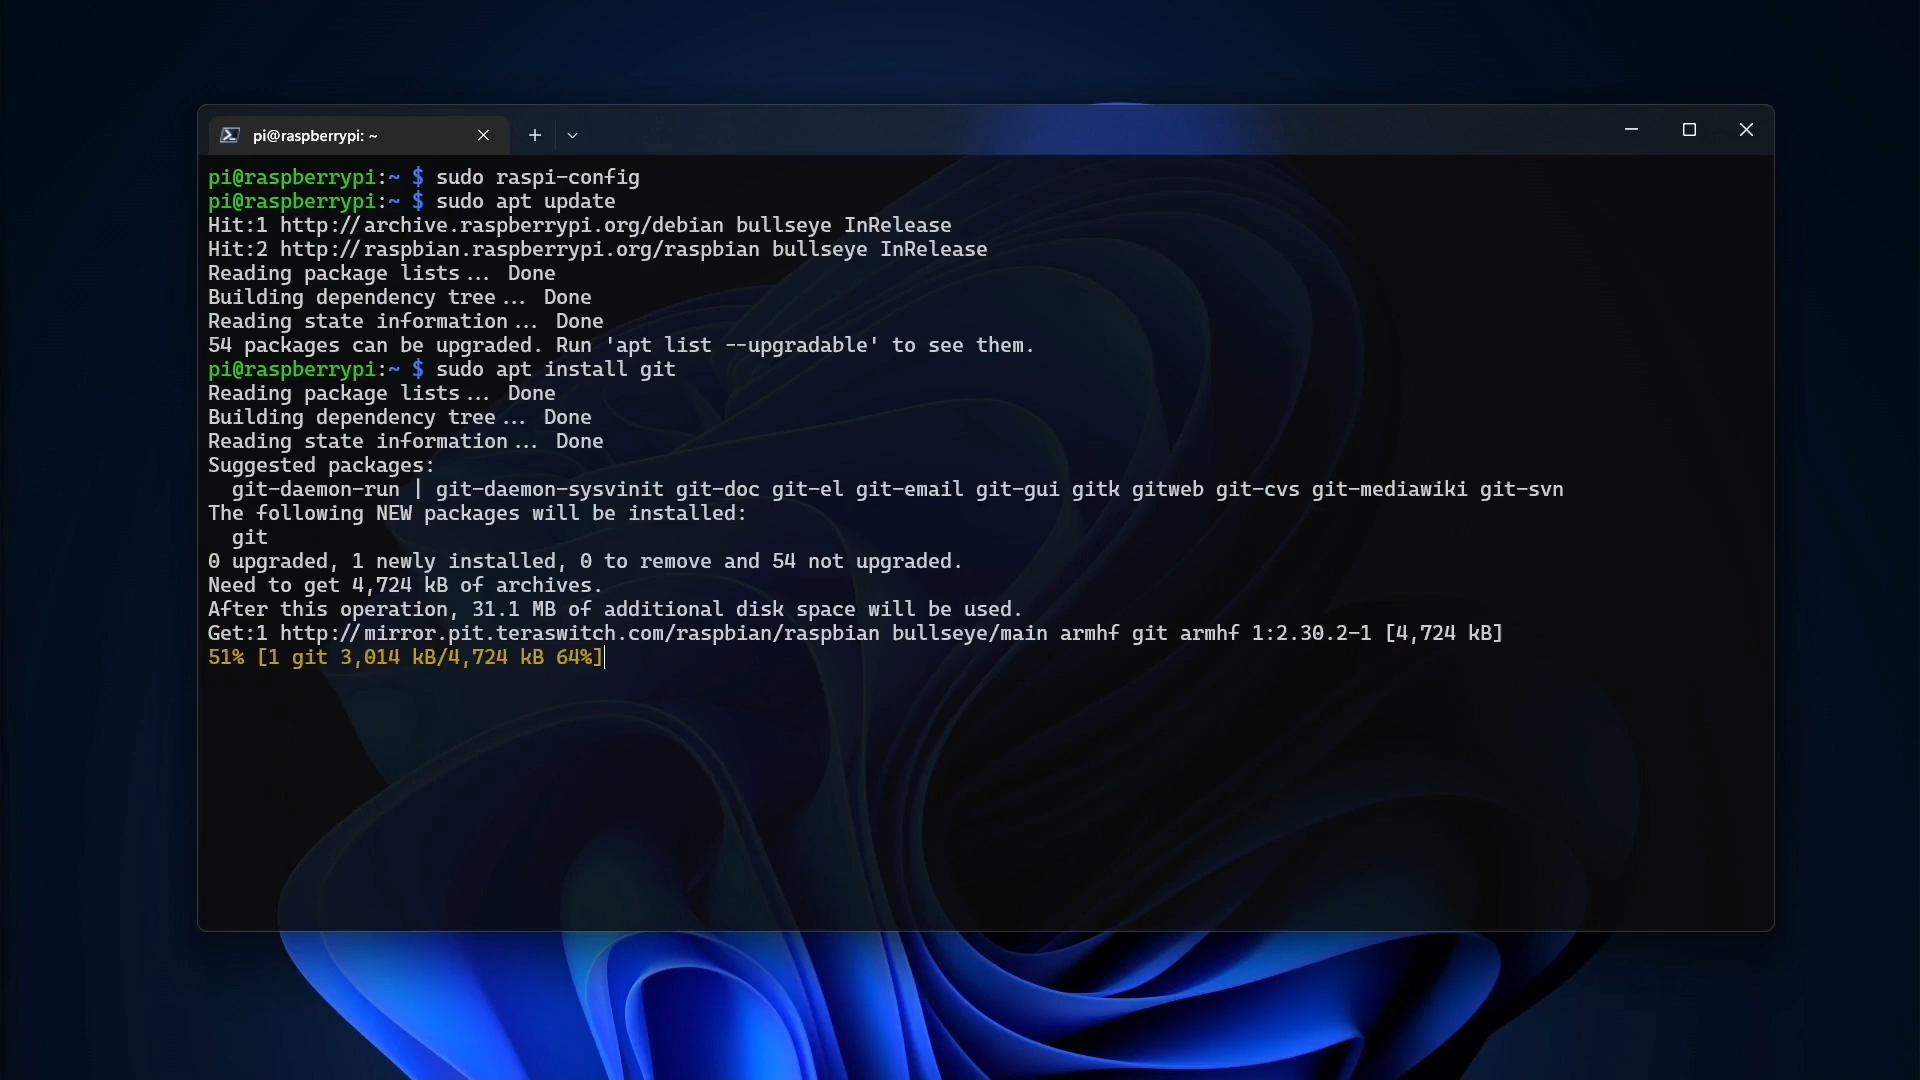 pi@raspberrypi: ~
pi@raspberrypi:~ $ sudo raspi-config
pi@raspberrypi:~ $ sudo apt update
Hit:1 http://archive.raspberrypi.org/debian bullseye InRelease
Hit:2 http://raspbian.raspberrypi.org/raspbian bullseye InRelease
Reading package lists... Done
Building dependency tree... Done
Reading state information... Done
54 packages can be upgraded. Run 'apt list --upgradable' to see them.
pi@raspberrypi:~ $ sudo apt install git
Reading package lists... Done
Building dependency tree... Done
Reading state information... Done
Suggested packages:
  git-daemon-run | git-daemon-sysvinit git-doc git-el git-email git-gui gitk gitweb git-cvs git-mediawiki git-svn
The following NEW packages will be installed:
  git
0 upgraded, 1 newly installed, 0 to remove and 54 not upgraded.
Need to get 4,724 kB of archives.
After this operation, 31.1 MB of additional disk space will be used.
Get:1 http://mirror.pit.teraswitch.com/raspbian/raspbian bullseye/main armhf git armhf 1:2.30.2-1 [4,724 kB]
51% [1 git 3,014 kB/4,724 kB 64%]